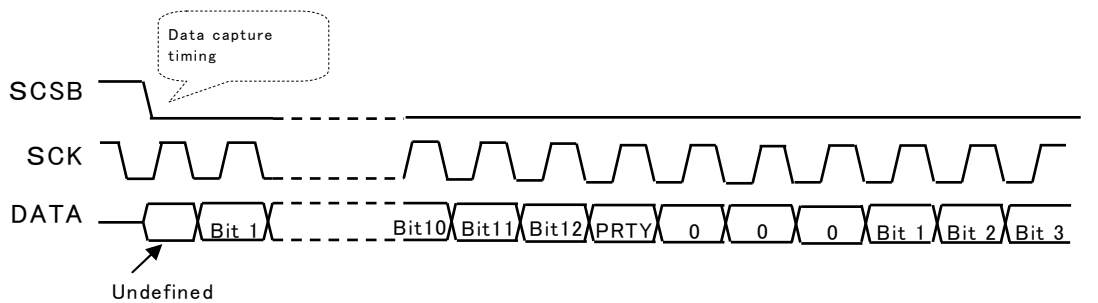 Data capture
timing
SCSB
SCK
DATA
Bit 1
Bit10
Bit11
Bit12
PRTY
0
0
0
Bit 1
Bit 2
Bit 3
Undefined